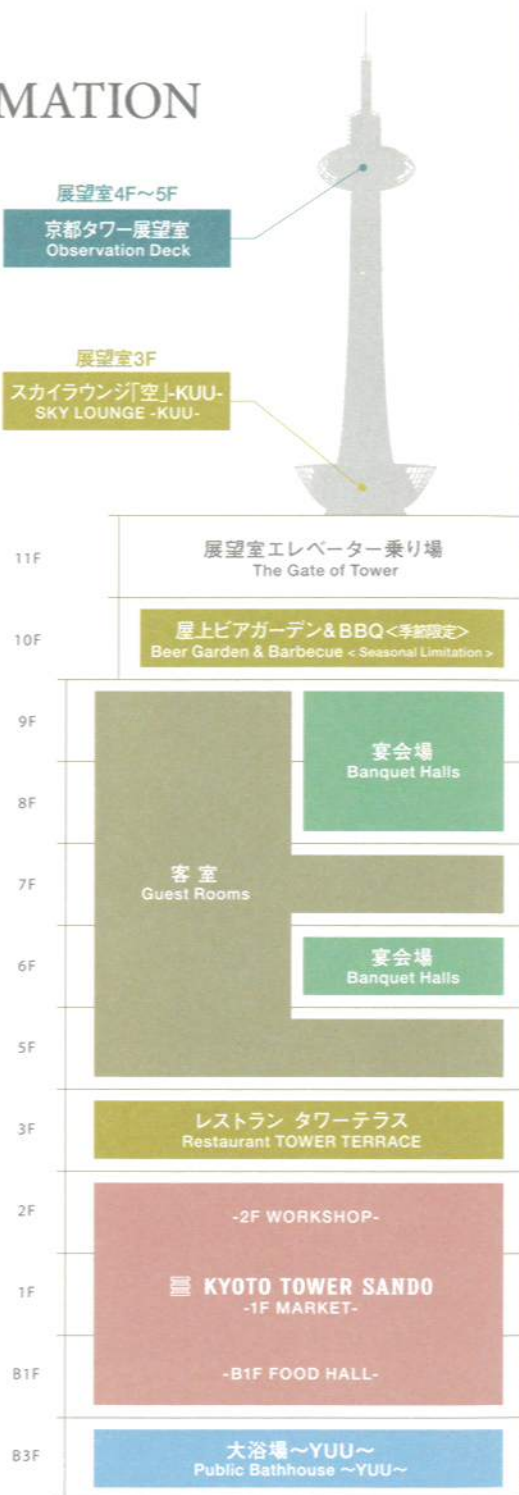 MATION
展望室4F～5F
京都タワー展望室
Observation Deck
展望室3F
スカイラウンジ「空」-KUU-
SKY LOUNGE -KUU-
11F
展望室エレベーター乗り場
The Gate of Tower
10F
屋上ビアガーデン&BBQ<季節限定>
Beer Garden & Barbecue < Seasonal Limitation >
9F
宴会場
Banquet Halls
8F
客室
Guest Rooms
7F
6F
宴会場
Banquet Halls
5F
3F
レストラン タワーテラス
Restaurant TOWER TERRACE
2F
-2F WORKSHOP-
1F
KYOTO TOWER SANDO
-1F MARKET-
B1F
-B1F FOOD HALL-
B3F
大浴場～YUU～
Public Bathhouse ～YUU～